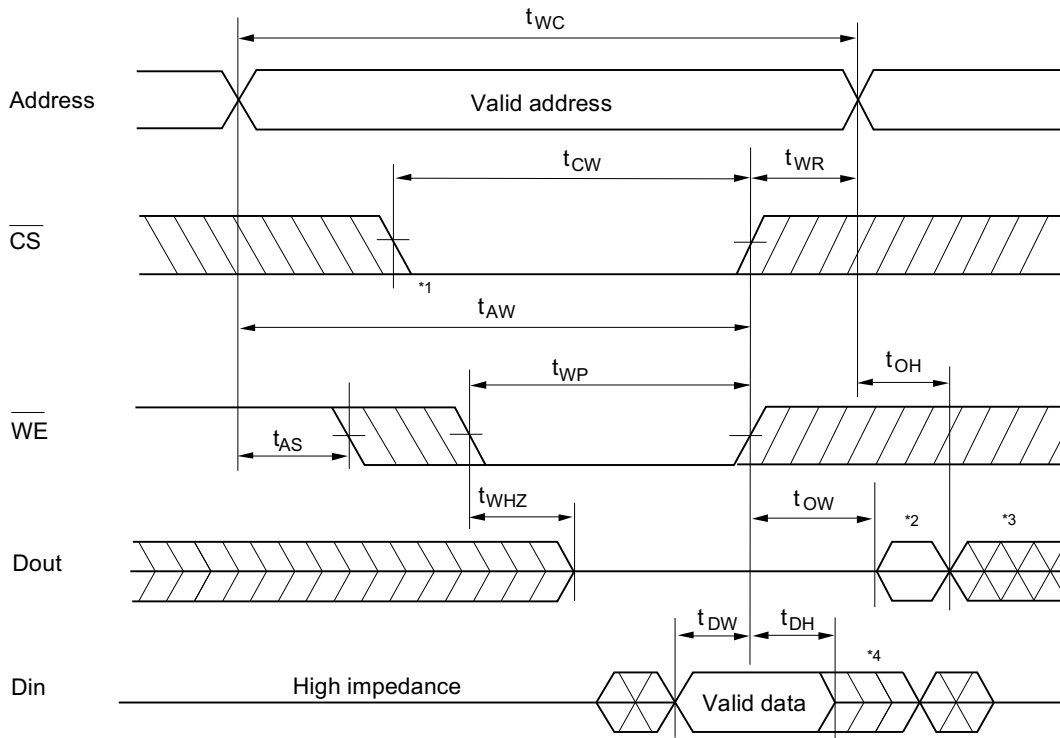 tWC
Address
Valid address
tCW
tWR
CS
*1
tAW
tWP
tOH
WE
tAS
tWHZ
tOW
*2
*3
Dout
tDW
tDH
*4
Din
High impedance
Valid data